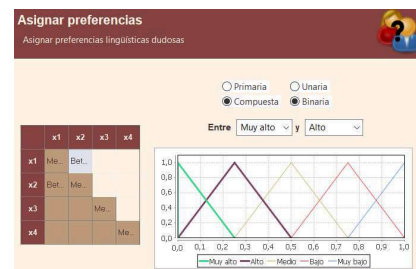 Asignar preferencias
Asignar preferencias lingüísticas dudosas
Primaria Unaria
Compuesta Binaria
Entre Muy alto y Alto
x1 x2 x3 x4
x1 Me... Bet...
x2 Bet... Me...
x3 Me...
x4 Me...
1,0
0,8
0,6
0,4
0,2
0,0
0,0 0,1 0,2 0,3 0,4 0,5 0,6 0,7 0,8 0,9 1,0
Muy alto Alto Medio Bajo Muy bajo